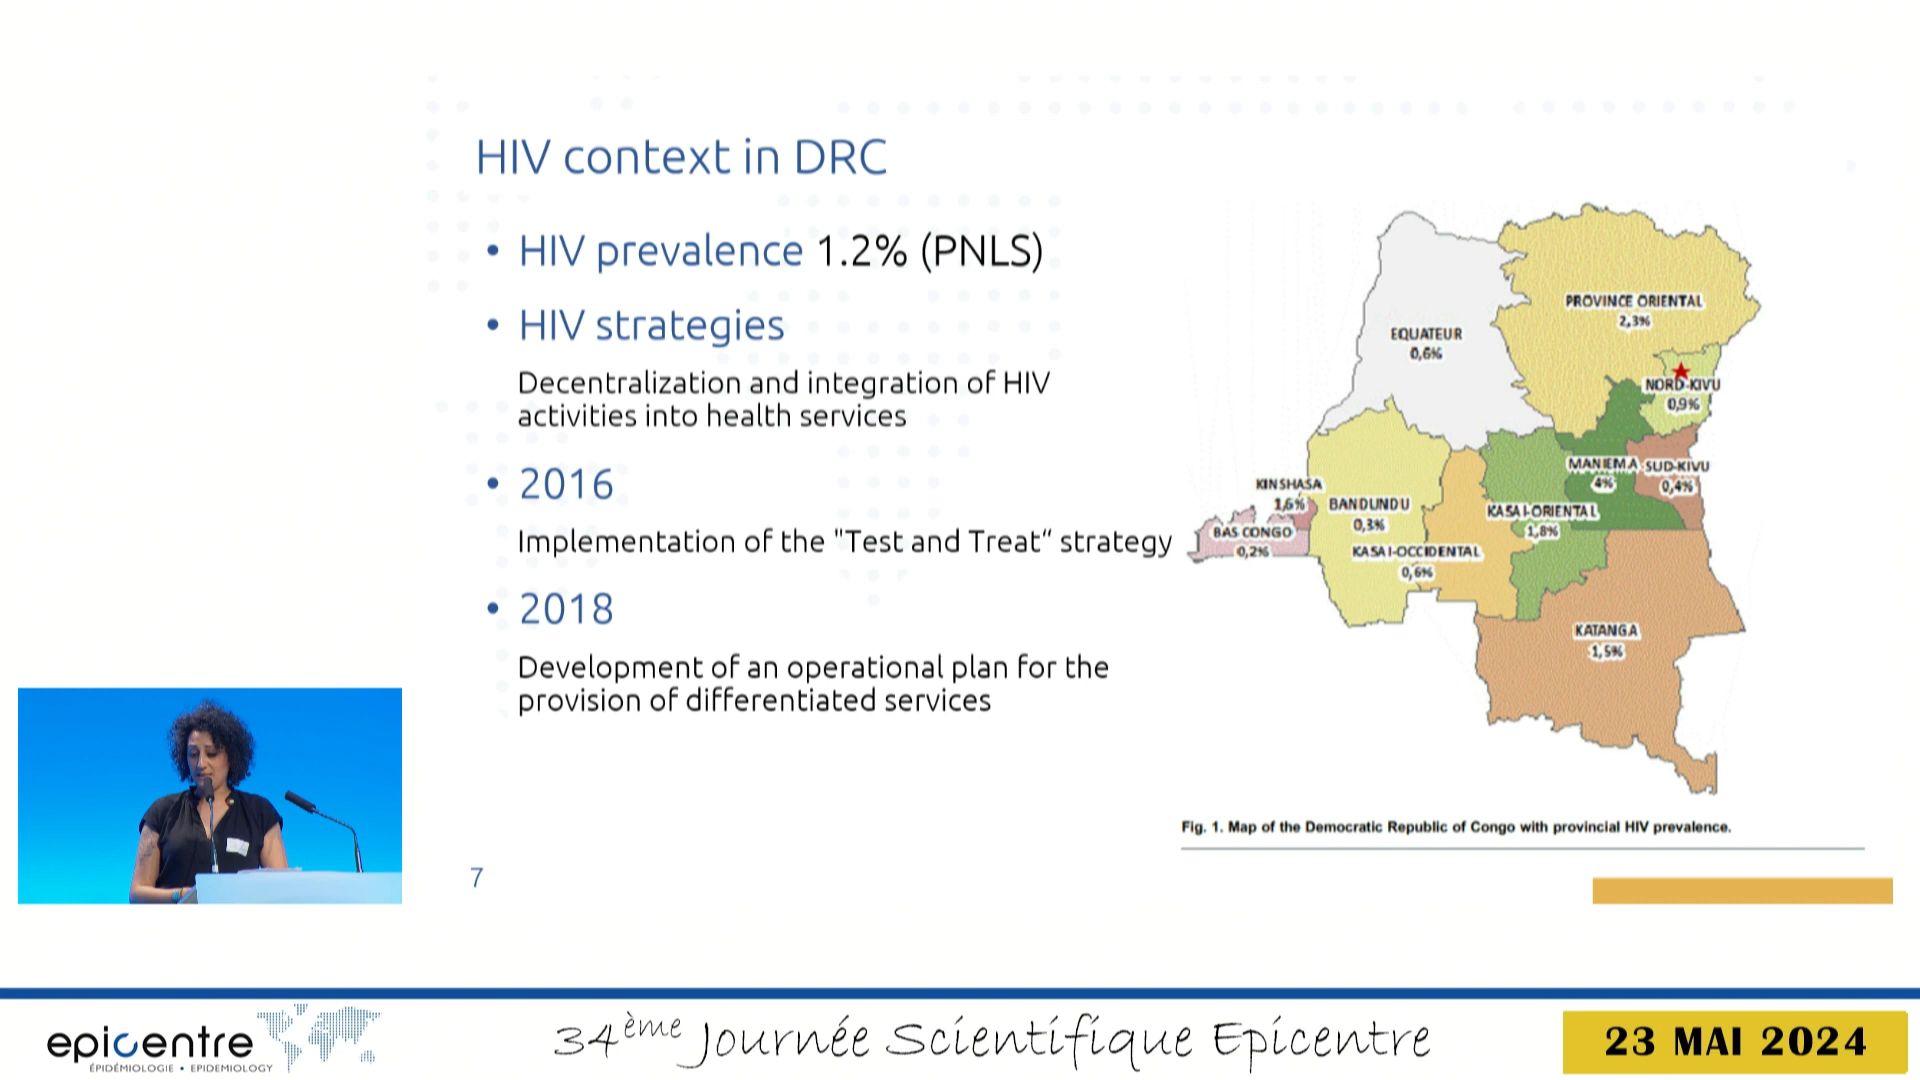 HIV context in DRC
• HIV prevalence 1.2% (PNLS)
• HIV strategies
Decentralization and integration of HIV
activities into health services
• 2016
Implementation of the "Test and Treat“ strategy
• 2018
Development of an operational plan for the
provision of differentiated services
7
PROVINCE ORIENTAL
2,3%
EQUATEUR
0,6%
NORD-KIVU
0,9%
MANIEMA
4%
SUD-KIVU
0,4%
KINSHASA
1,6%
BANDUNDU
0,3%
KASAI-ORIENTAL
1,8%
BAS CONGO
0,2%
KASAI-OCCIDENTAL
0,6%
KATANGA
1,5%
Fig. 1. Map of the Democratic Republic of Congo with provincial HIV prevalence.
epicentre
ÉPIDÉMIOLOGIE • EPIDEMIOLOGY
34ème Journée Scientifique Epicentre
23 MAI 2024